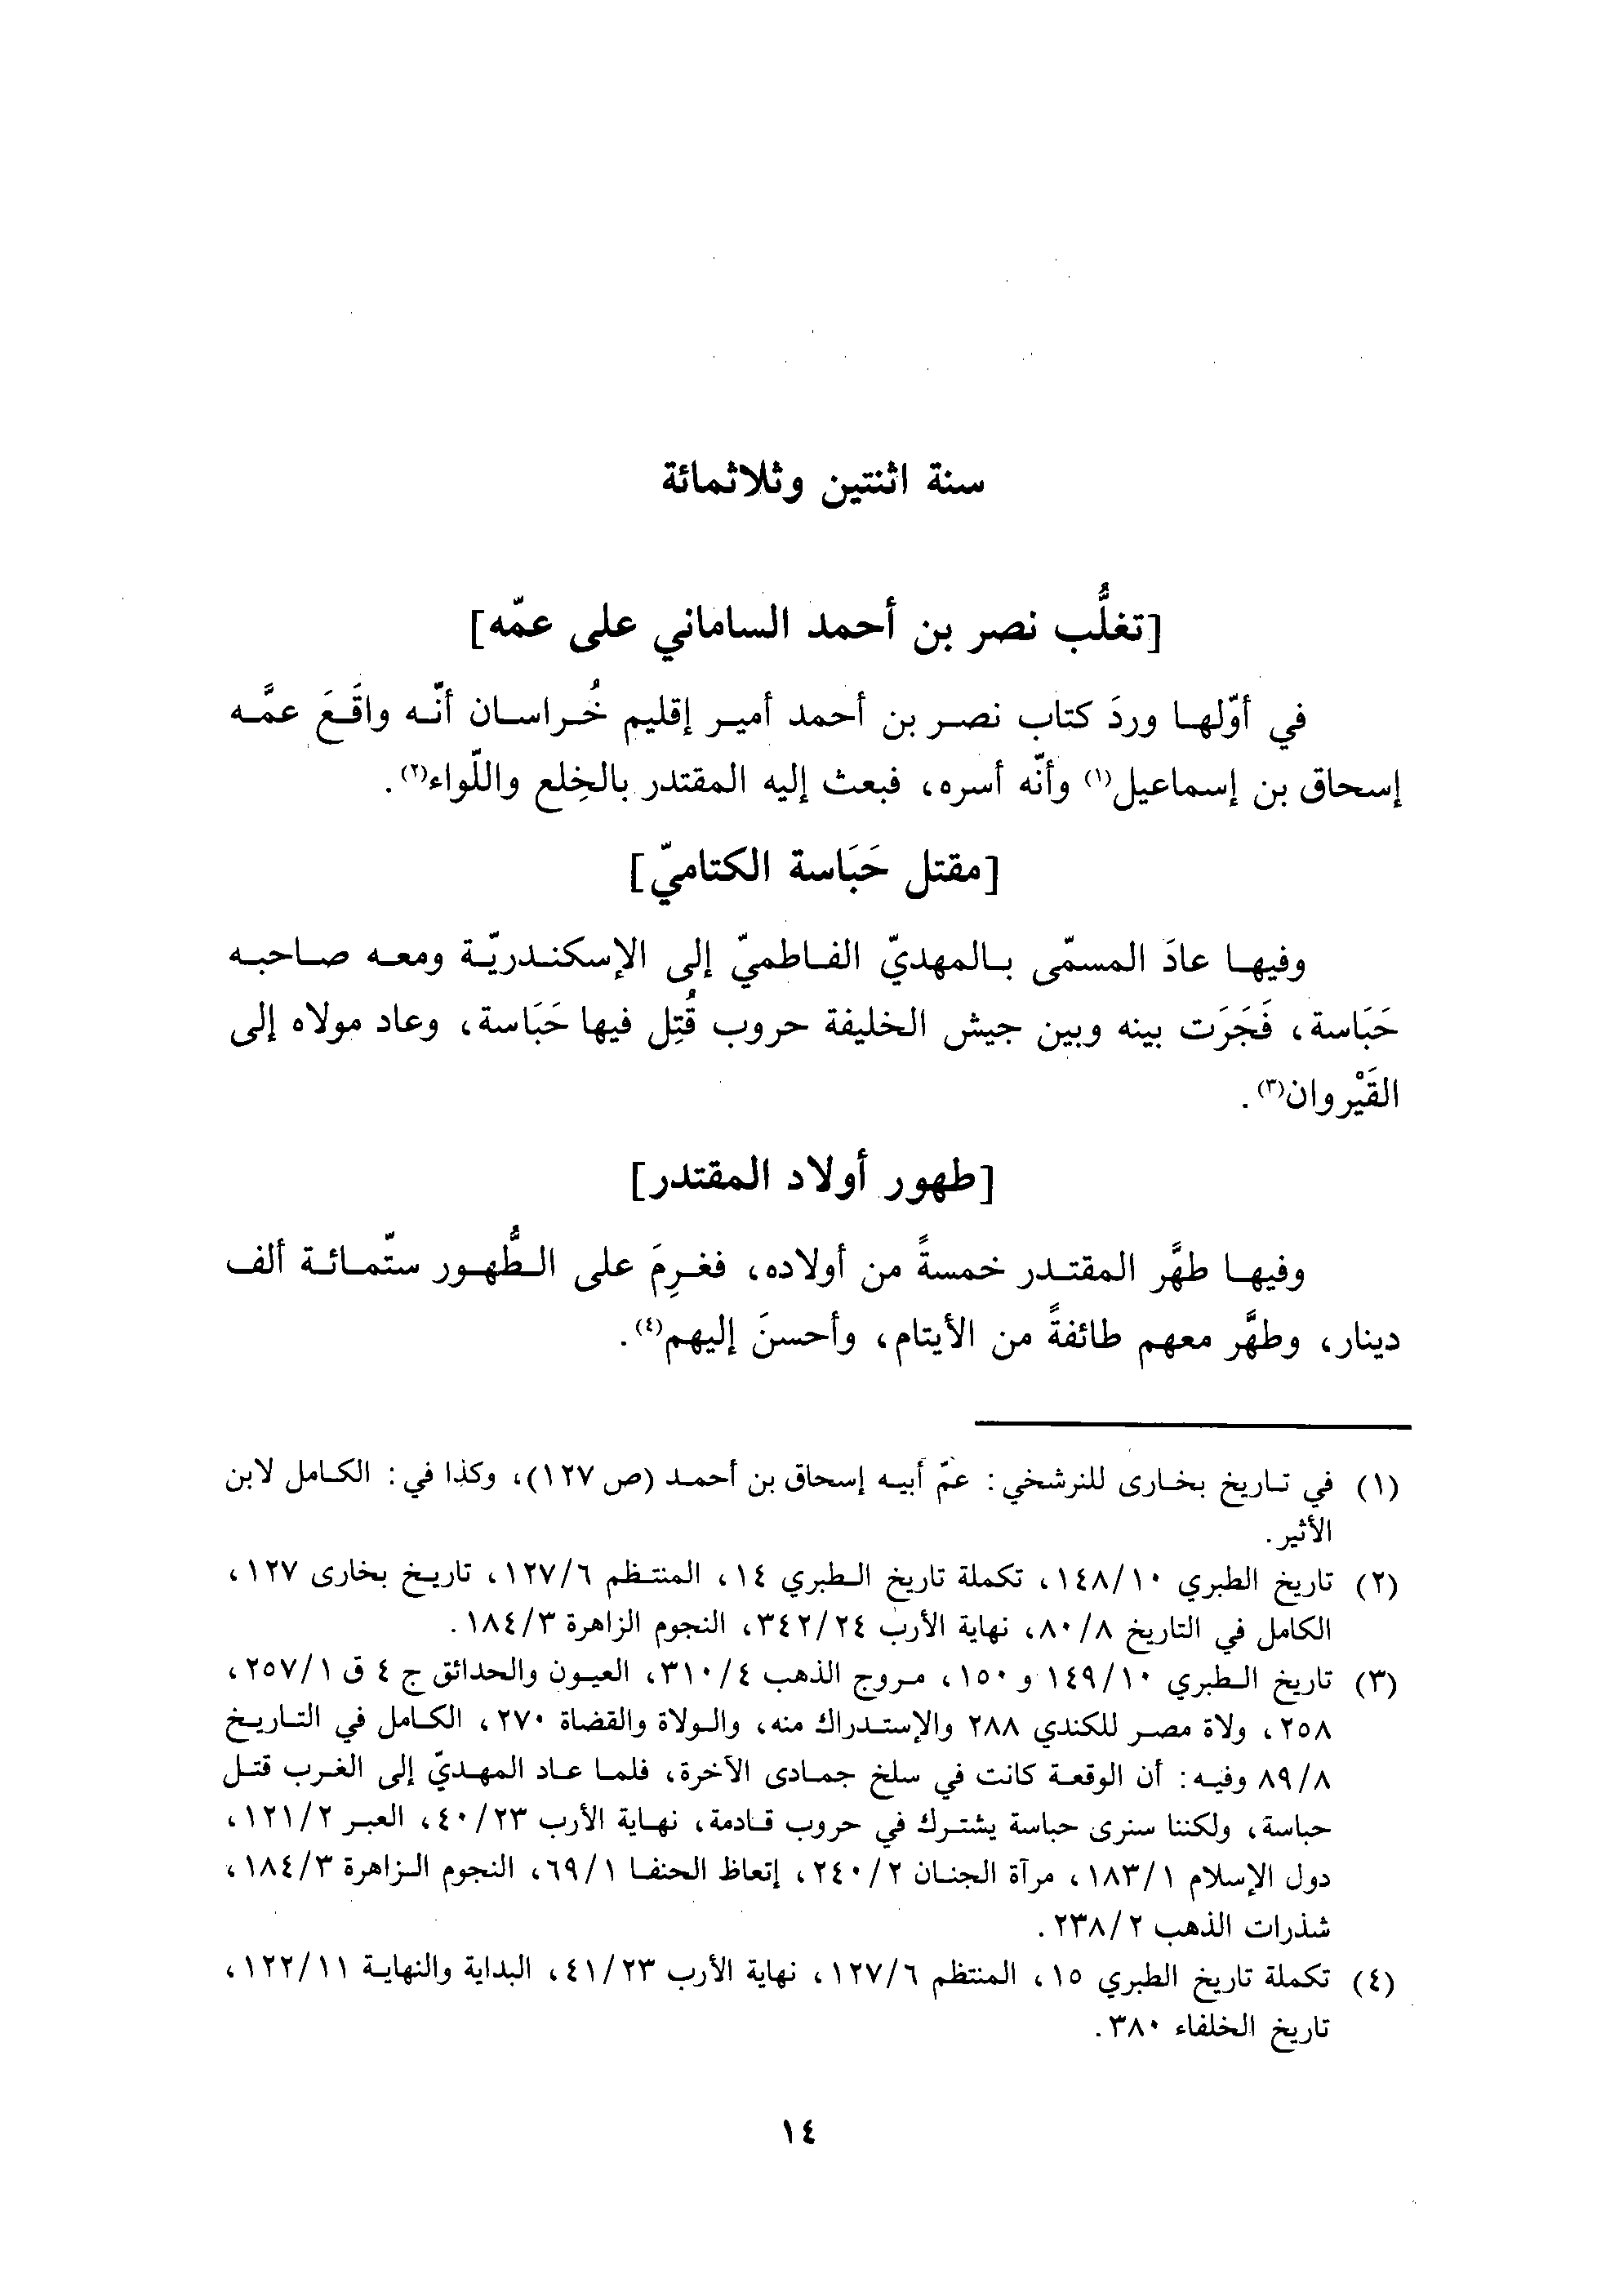 سنة اثنتين وثلاثمائة
[تغلُّب نصر بن أحمد الساماني على عمّه]
في أوّلها وردَ كتاب نصر بن أحمد أمير إقليم خُراسان أنّه واقَعَ عمَّه
إسحاق بن إسماعيل(١) وأنّه أسره، فبعث إليه المقتدر بالخِلع واللّواء(٢).
[مقتل حَبَاسة الكتاميّ]
وفيها عادَ المسمّى بالمهديّ الفاطميّ إلى الإسكندريّة ومعه صاحبه
حَبَاسة، فَجَرَت بينه وبين جيش الخليفة حروب قُتِل فيها حَبَاسة، وعاد مولاه إلى
القَيْروان(٣).
[طهور أولاد المقتدر]
وفيها طهَّر المقتدر خمسةً من أولاده، فغرِمَ على الطُّهور ستّمائة ألف
دينار، وطهَّر معهم طائفةً من الأيتام، وأحسنَ إليهم(٤).
(١) في تاريخ بخارى للنرشخي: عمّ أبيه إسحاق بن أحمد (ص ١٢٧)، وكذا في: الكامل لابن
الأثير.
(٢) تاريخ الطبري ١٤٨/١٠، تكملة تاريخ الطبري ١٤، المنتظم ١٢٧/٦، تاريخ بخارى ١٢٧،
الكامل في التاريخ ٨٠/٨، نهاية الأرب ٣٤٢/٢٤، النجوم الزاهرة ١٨٤/٣.
(٣) تاريخ الطبري ١٤٩/١٠ و ١٥٠، مروج الذهب ٣١٠/٤، العيون والحدائق ج ٤ ق ٢٥٧/١،
٢٥٨، ولاة مصر للكندي ٢٨٨ والإستدراك منه، والولاة والقضاة ٢٧٠، الكامل في التاريخ
٨٩/٨ وفيه: أن الوقعة كانت في سلخ جمادى الآخرة، فلما عاد المهديّ إلى الغرب قتل
حباسة، ولكننا سنرى حباسة يشترك في حروب قادمة، نهاية الأرب ٤٠/٢٣، العبر ١٢١/٢،
دول الإسلام ١٨٣/١، مرآة الجنان ٢٤٠/٢، إتعاظ الحنفا ٦٩/١، النجوم الزاهرة ١٨٤/٣،
شذرات الذهب ٢٣٨/٢.
(٤) تكملة تاريخ الطبري ١٥، المنتظم ١٢٧/٦، نهاية الأرب ٤١/٢٣، البداية والنهاية ١٢٢/١١،
تاريخ الخلفاء ٣٨٠.
١٤